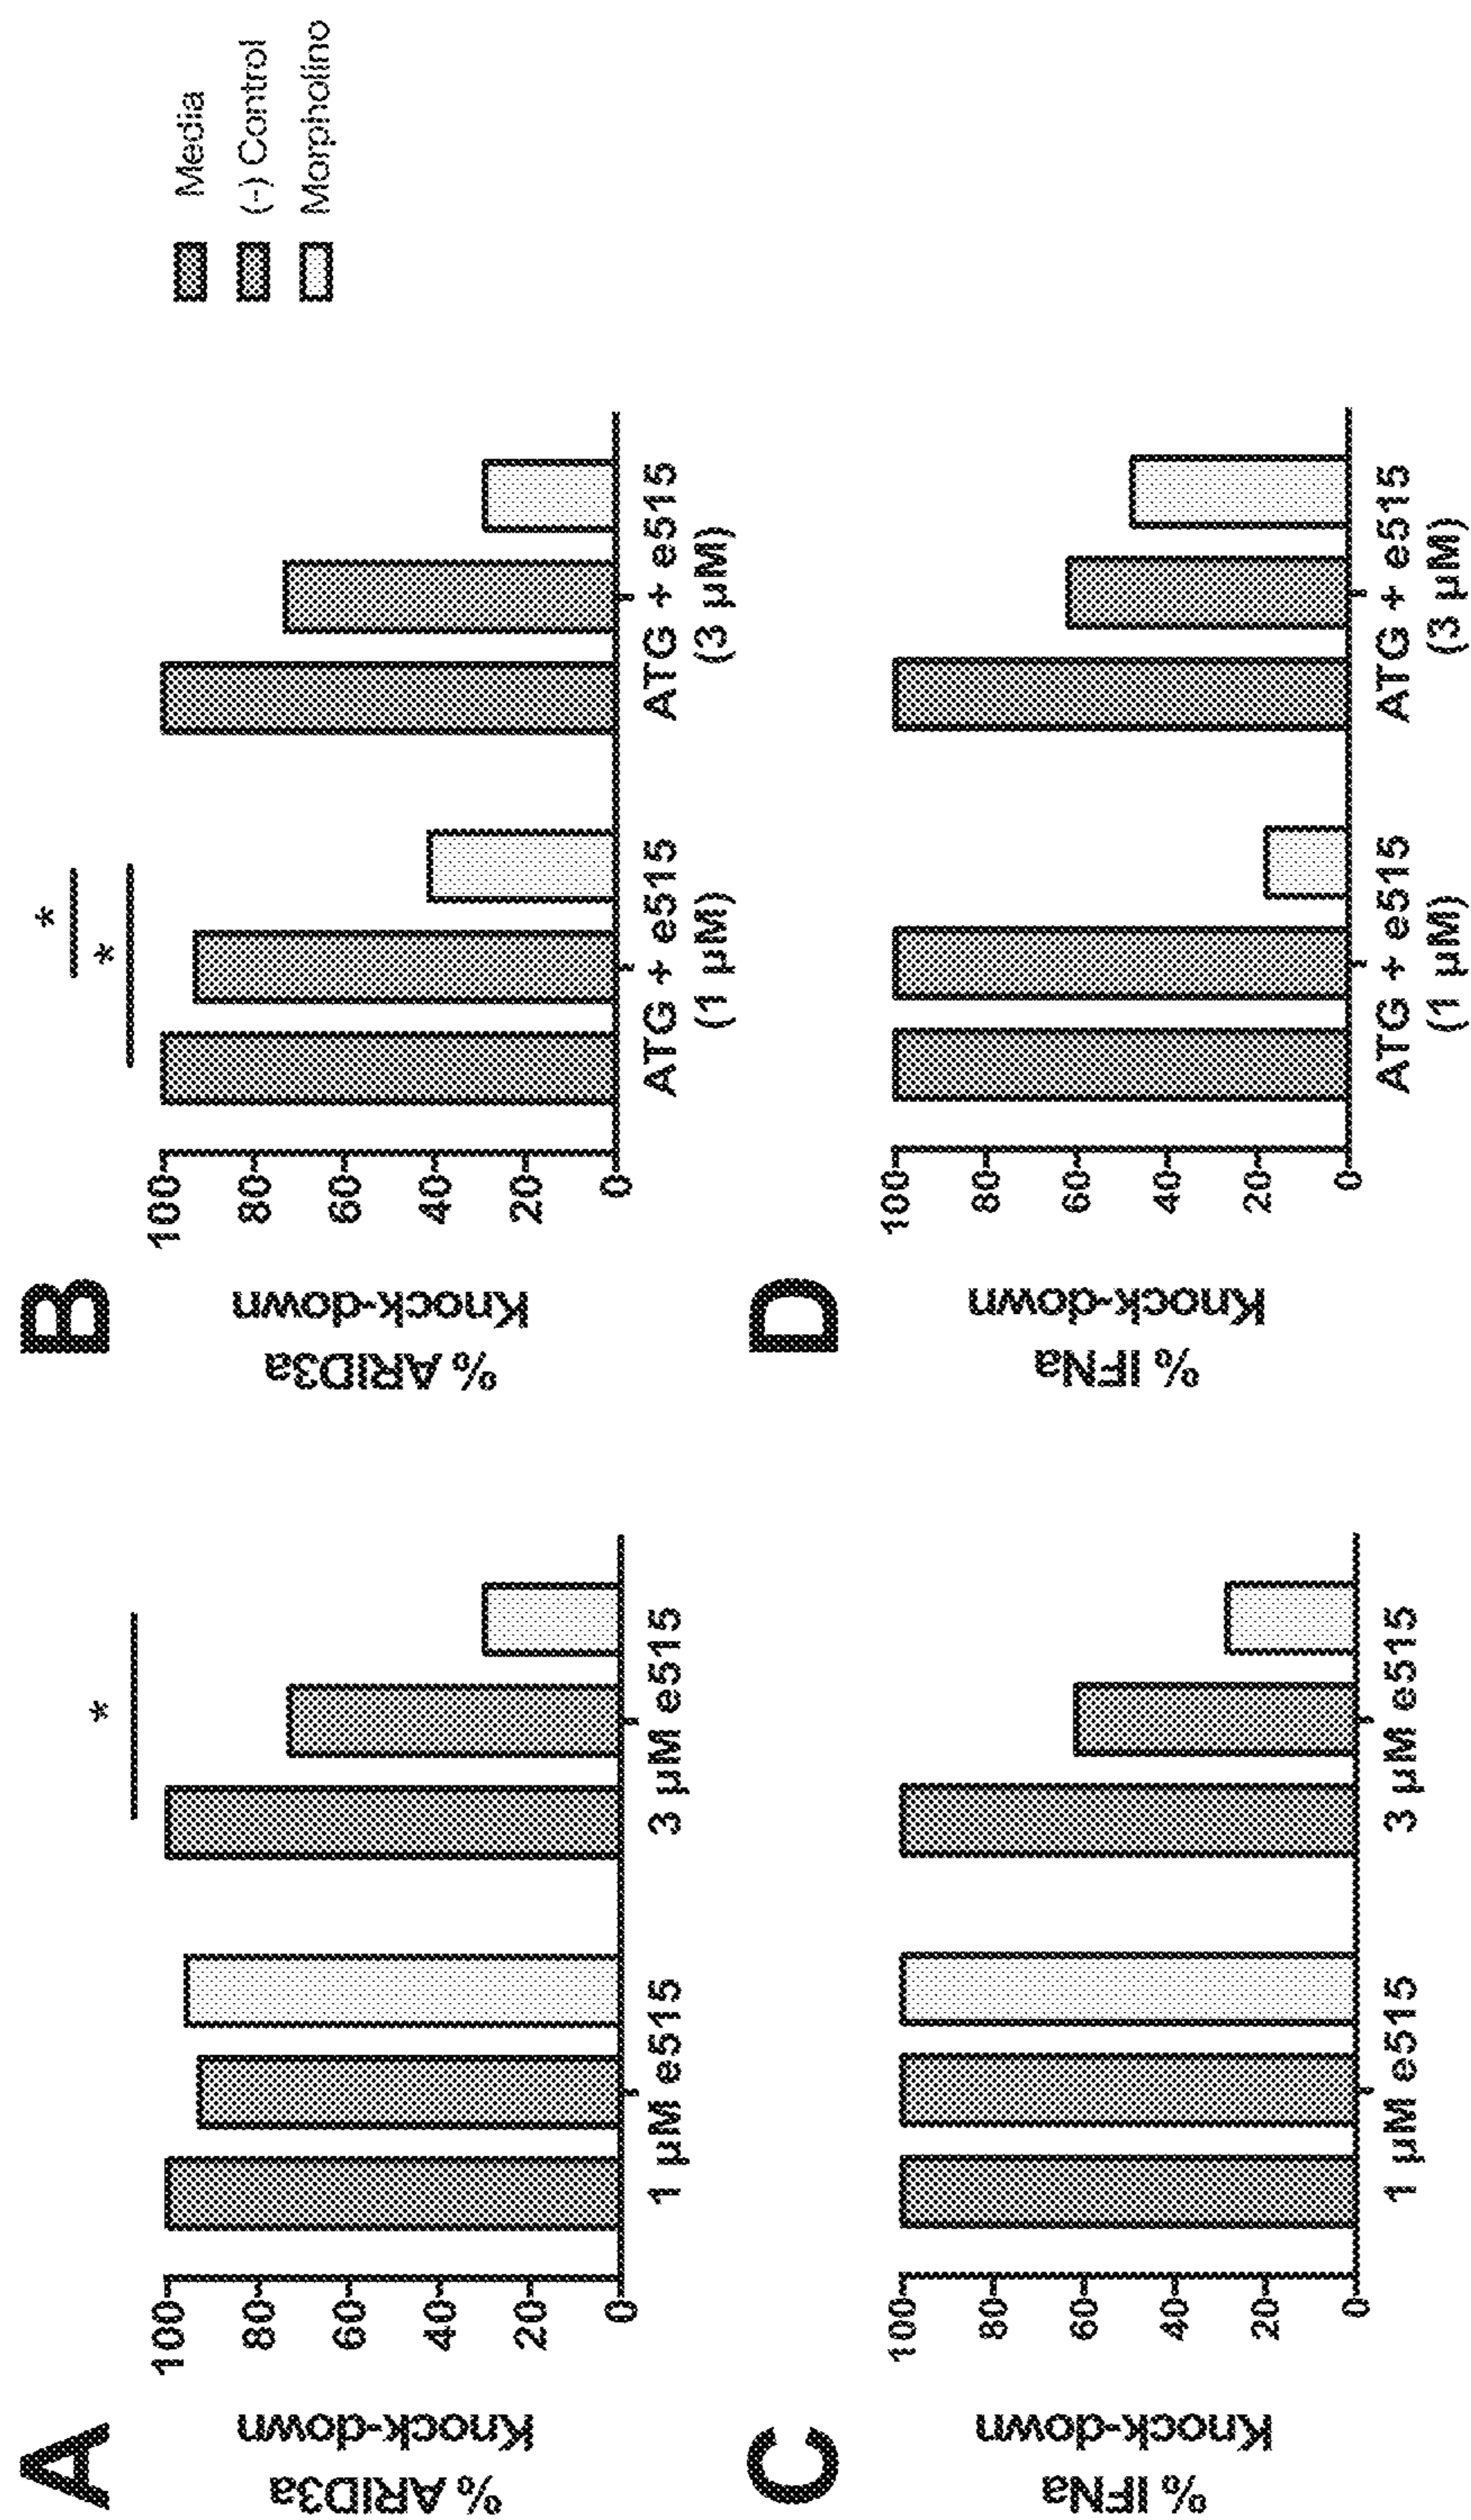 A
% ARID3a
Knock-down
100
80
60
40
20
0
*
1 µM e515
3 µM e515
B
% ARID3a
Knock-down
100
80
60
40
20
0
*
*
ATG + e515
(1 µM)
ATG + e515
(3 µM)
Media
(-) Control
Morpholino
C
% IFNa
Knock-down
100
80
60
40
20
0
1 µM e515
3 µM e515
D
% IFNa
Knock-down
100
80
60
40
20
0
ATG + e515
(1 µM)
ATG + e515
(3 µM)